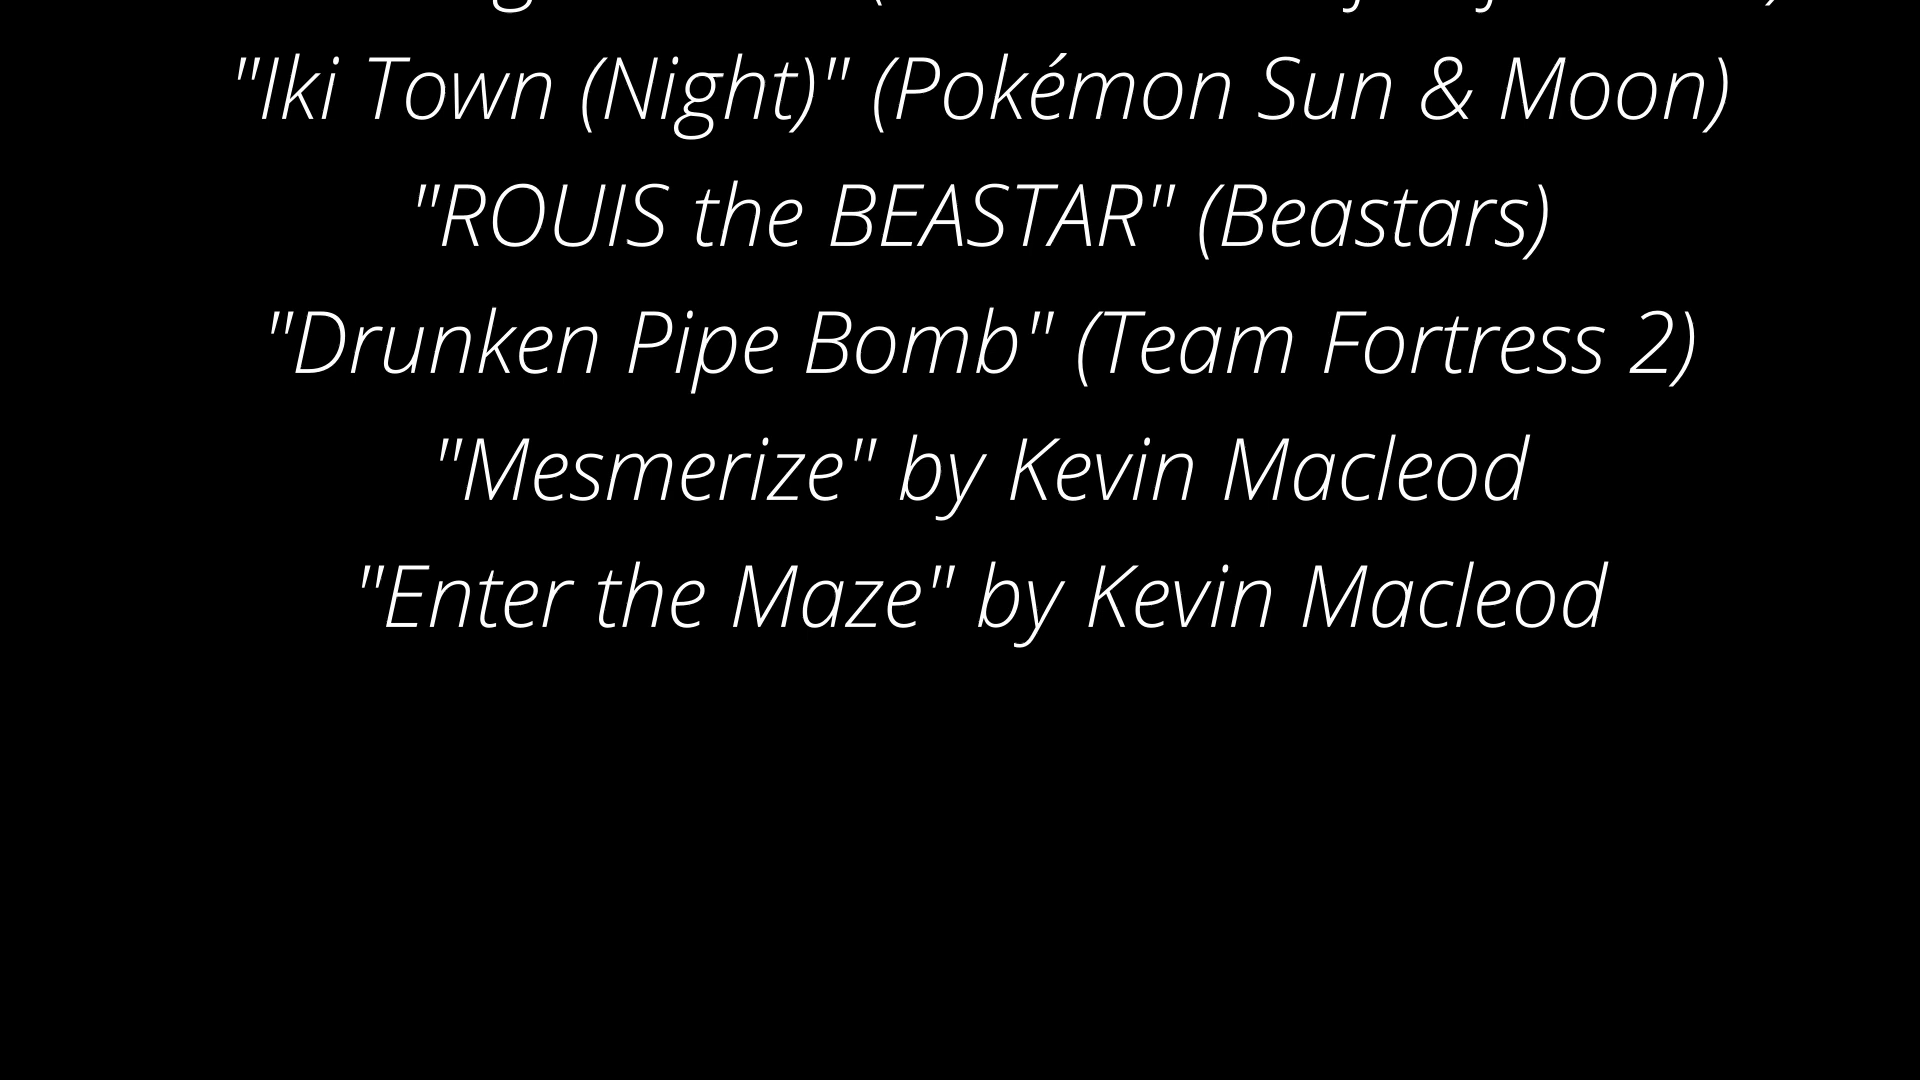 "Iki Town (Night)" (Pokémon Sun & Moon)
"ROUIS the BEASTAR" (Beastars)
"Drunken Pipe Bomb" (Team Fortress 2)
"Mesmerize" by Kevin Macleod
"Enter the Maze" by Kevin Macleod